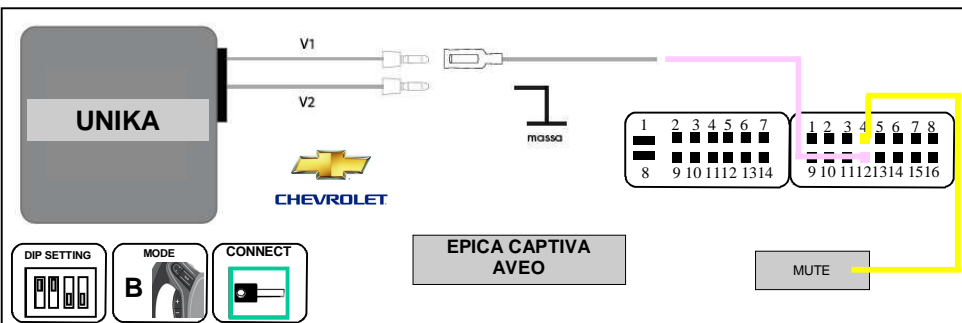 V1
V2
UNIKA
massa
CHEVROLET
1 2 3 4 5 6 7
8 9 10 11 12 13 14
1 2 3 4 5 6 7 8
9 10 11 12 13 14 15 16
DIP SETTING
MODE
B
CONNECT
EPICA CAPTIVA
AVEO
MUTE